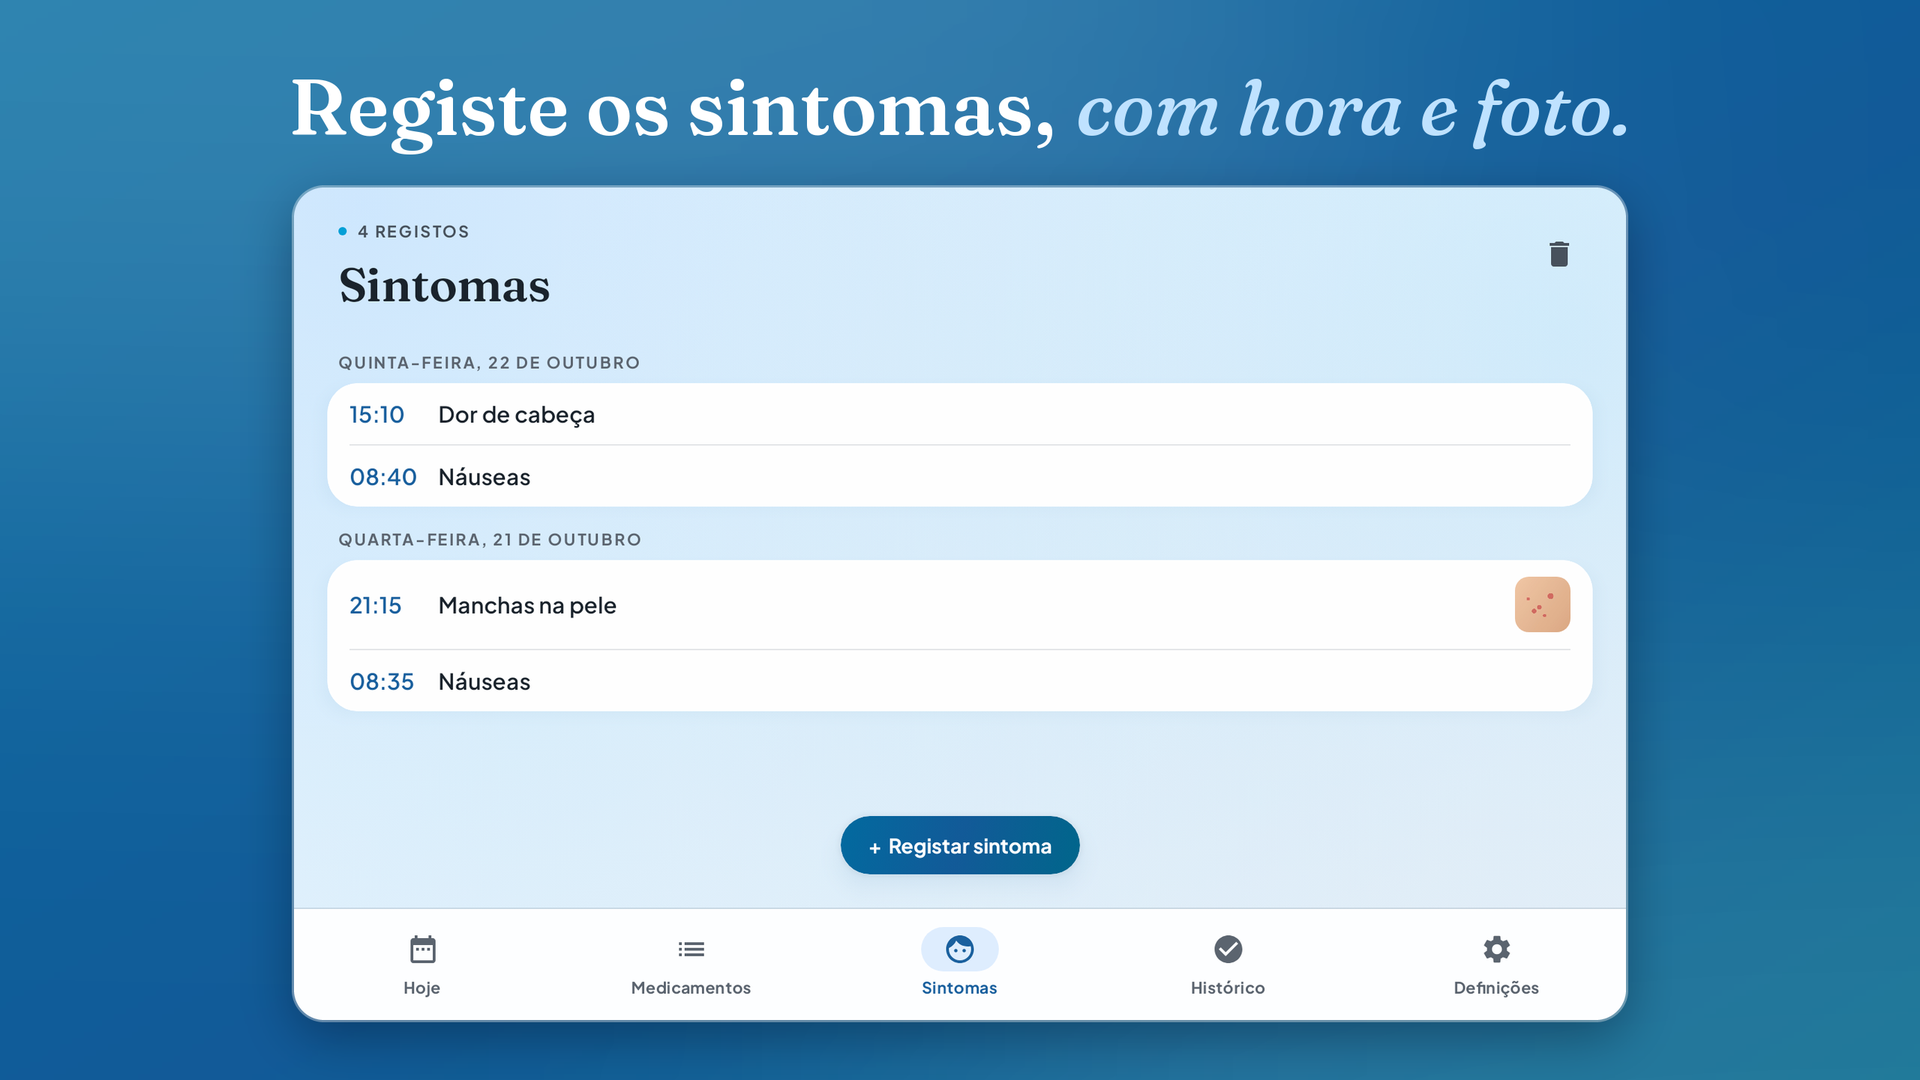 Registe os sintomas, com hora e foto.
4 REGISTOS
Sintomas
QUINTA-FEIRA, 22 DE OUTUBRO
15:10 Dor de cabeça
08:40 Náuseas
QUARTA-FEIRA, 21 DE OUTUBRO
21:15 Manchas na pele
08:35 Náuseas
+ Registar sintoma
Hoje Medicamentos Sintomas Histórico Definições